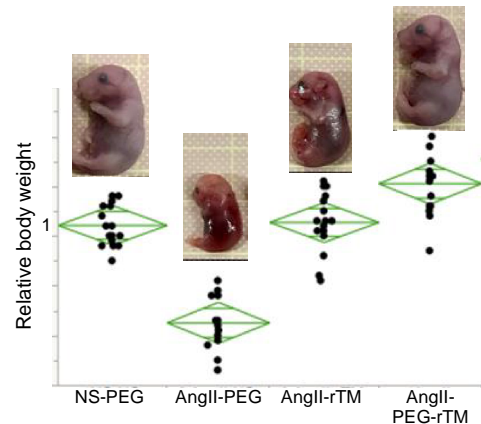 Relative body weight
1
NS-PEG
AngII-PEG
AngII-rTM
AngII-
PEG-rTM